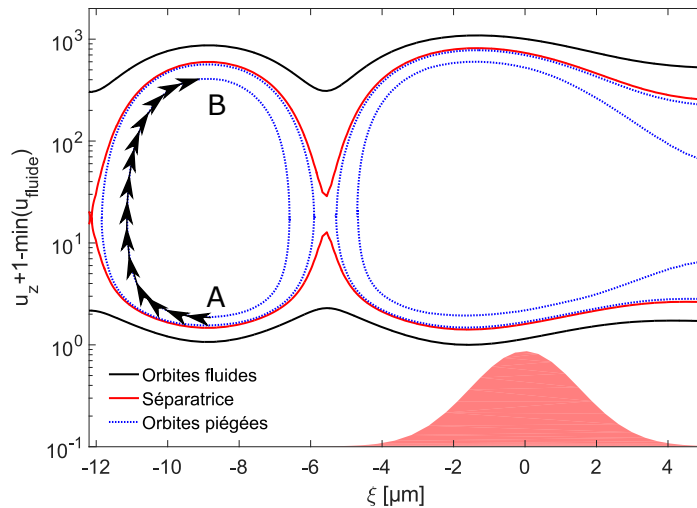 10³
10²
10¹
10⁰
10⁻¹
u_z +1-min(u_fluide)
B
A
Orbites fluides
Séparatrice
Orbites piégées
-12 -10 -8 -6 -4 -2 0 2 4
ξ [μm]